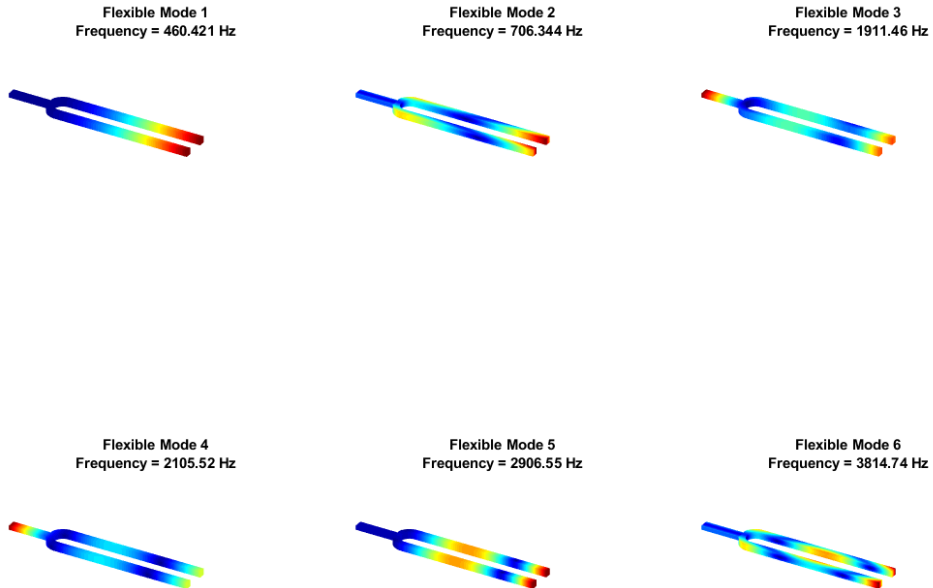 Flexible Mode 1
Frequency = 460.421 Hz
Flexible Mode 2
Frequency = 706.344 Hz
Flexible Mode 3
Frequency = 1911.46 Hz
Flexible Mode 4
Frequency = 2105.52 Hz
Flexible Mode 5
Frequency = 2906.55 Hz
Flexible Mode 6
Frequency = 3814.74 Hz